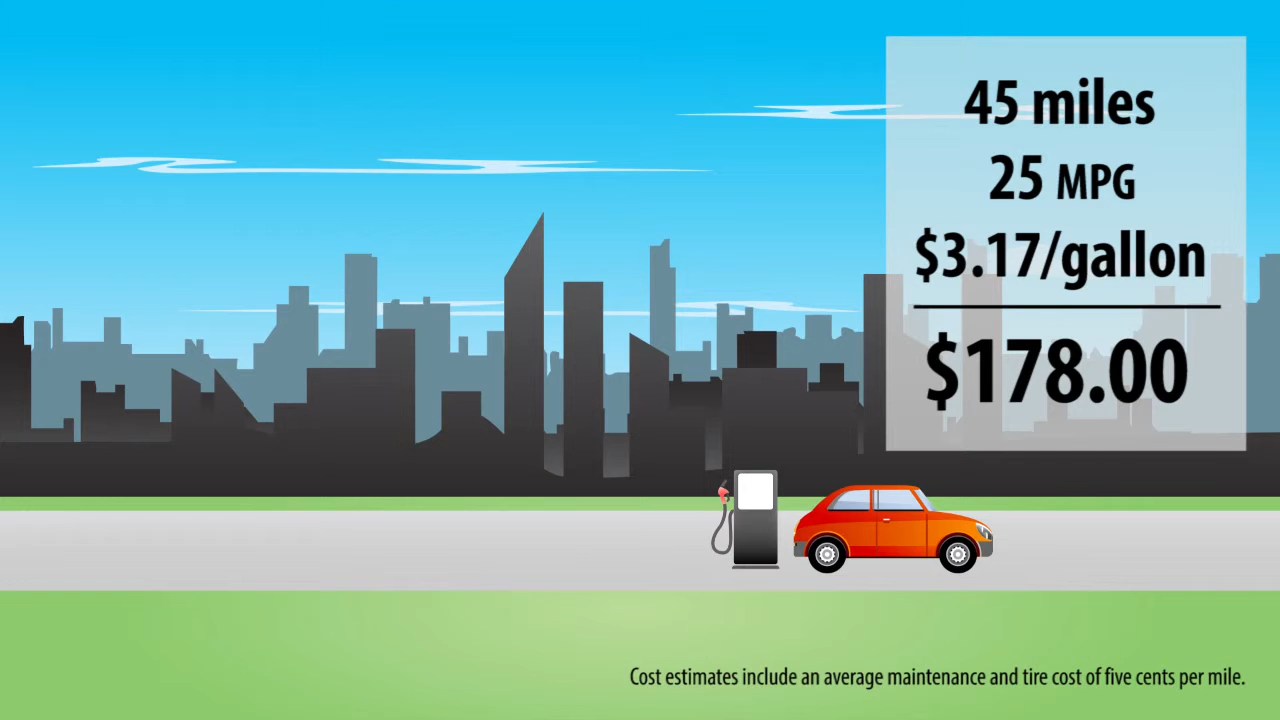 45 miles
25 MPG
$3.17/gallon
$178.00
Cost estimates include an average maintenance and tire cost of five cents per mile.